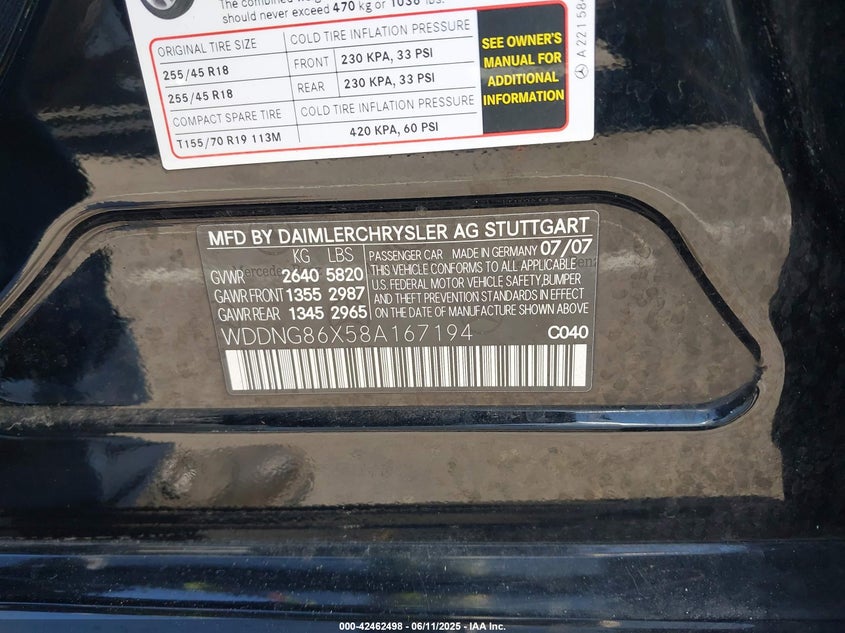 The combined weight
should never exceed 470 kg or 1036 lbs.
ORIGINAL TIRE SIZE COLD TIRE INFLATION PRESSURE
255/45 R18 FRONT 230 KPA, 33 PSI
255/45 R18 REAR 230 KPA, 33 PSI
COMPACT SPARE TIRE COLD TIRE INFLATION PRESSURE
T155/70 R19 113M 420 KPA, 60 PSI
SEE OWNER'S
MANUAL FOR
ADDITIONAL
INFORMATION
A 221 584
MFD BY DAIMLERCHRYSLER AG STUTTGART
KG LBS
GVWR 2640 5820
GAWR FRONT 1355 2987
GAWR REAR 1345 2965
PASSENGER CAR MADE IN GERMANY 07/07
THIS VEHICLE CONFORMS TO ALL APPLICABLE
U.S. FEDERAL MOTOR VEHICLE SAFETY, BUMPER
AND THEFT PREVENTION STANDARDS IN EFFECT
ON THE DATE OF MANUFACTURE SHOWN ABOVE
WDDNG86X58A167194 C040
000-42462498 - 06/11/2025 - IAA Inc.